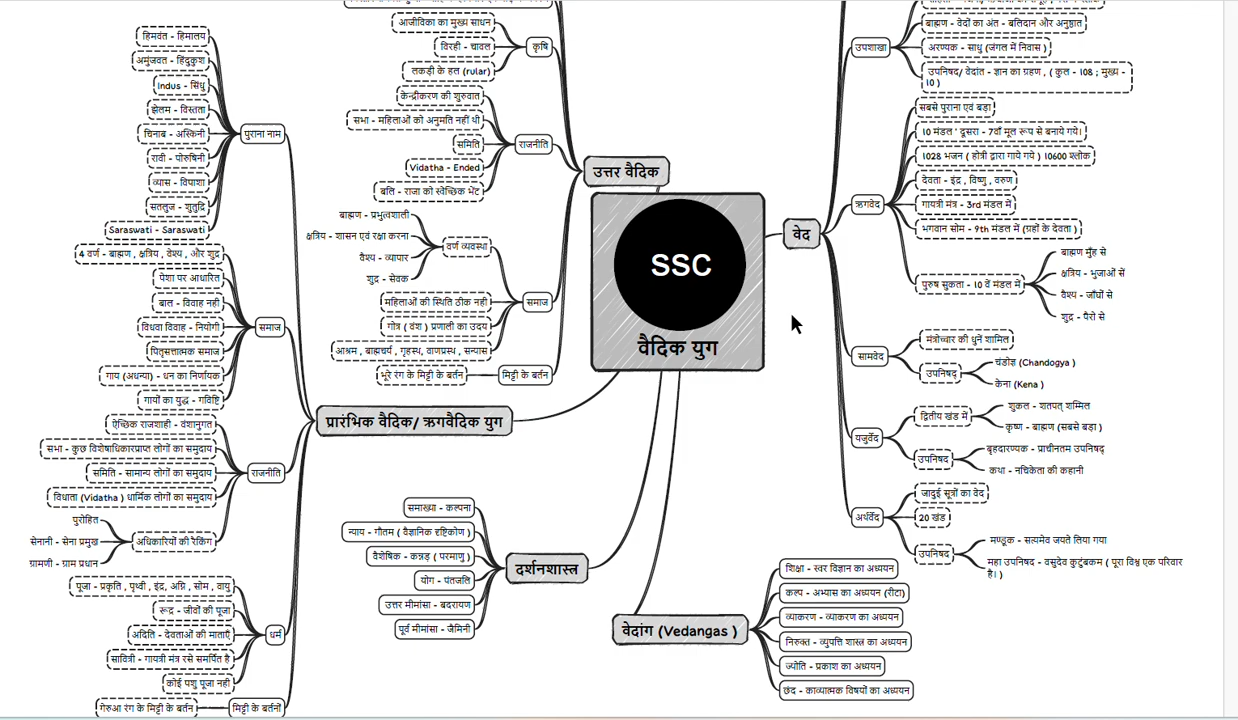 SSC
वैदिक युग
उत्तर वैदिक
कृषि
आजीविका का मुख्य साधन
विरही - चावल
लकड़ी के हल (rular)
राजनीति
केन्द्रीकरण की शुरुवात
सभा - महिलाओं को अनुमति नहीं थी
समिति
Vidatha - Ended
बति - राजा को स्वेच्छिक भेंट
समाज
वर्ण व्यवस्था
बाह्मण - प्रभुत्वशाली
क्षत्रिय - शासन एवं रक्षा करना
वैश्य - व्यापार
शुद्र - सेवक
महिलाओं की स्थिति ठीक नही
गोत्र ( वंश ) प्रणाली का उदय
आश्रम , बाह्मचर्य , गृहस्थ, वाणप्रस्थ , सन्यास
मिट्टी के बर्तन
भूरे रंग के मिट्टी के बर्तन
प्रारंभिक वैदिक/ ऋगवैदिक युग
पुराना नाम
हिमवंत - हिमालय
अमुंजवत - हिंदुकुश
Indus - सिंधु
झेलम - विस्तता
चिनाब - अस्किनी
रावी - पोरुषिनी
व्यास - विपाशा
सतलुज - शुतुद्रि
Saraswati - Saraswati
समाज
4 वर्ण - बाह्मण , क्षत्रिय , वेश्य , और शुद्र
पेशा पर आधारित
बाल - विवाह नही
विधवा विवाह - नियोगी
पितृसत्तात्मक समाज
गाय (अधन्या) - धन का निर्णायक
गायों का युद्ध - गविष्टि
राजनीति
ऐच्छिक राजशाही - वंशानुगत
सभा - कुछ विशेषाधिकारप्राप्त लोगों का समुदाय
समिति - सामान्य लोगों का समुदाय
विधाता (Vidatha ) धार्मिक लोगों का समुदाय
अधिकारियों की रैंकिंग
पुरोहित
सेनानी - सेना प्रमुख
ग्रामणी - ग्राम प्रधान
धर्म
पूजा - प्रकृति , पृथ्वी , इंद्र, अग्नि , सोम , वायु
रूद्र - जीवों की पूजा
अदिति - देवताओं की माताएँ
सावित्री - गायत्री मंत्र रसे समर्पित है
कोई पशु पूजा नही
मिट्टी के बर्तनों
गेरुआ रंग के मिट्टी के बर्तन
दर्शनशास्त्र
समाख्या - कल्पना
न्याय - गौतम ( वैज्ञानिक दृष्टिकोण )
वैशेषिक - कन्नड़ ( परमाणु )
योग - पंतजलि
उत्तर मीमांसा - बदरायण
पूर्व मीमांसा - जैमिनी
वेदांग (Vedangas )
शिक्षा - स्वर विज्ञान का अध्ययन
कल्प - अभ्यास का अध्ययन (रीटा)
व्याकरण - व्याकरण का अध्ययन
निरुक्त - व्युपत्ति शास्त्र का अध्ययन
ज्योति - प्रकाश का अध्ययन
छंद - काव्यात्मक विषयों का अध्ययन
वेद
उपशाखा
बाह्मण - वेदों का अंत - बलिदान और अनुष्ठात
अरण्यक - साधु (जंगल में निवास )
उपनिषद/ वेदांत - ज्ञान का ग्रहण , ( कुल - 108 ; मुख्य -
10 )
ऋगवेद
सबसे पुराना एवं बड़ा
10 मंडल ' दूसरा - 7वाँ मूल रूप से बनाये गये।
1028 भजन ( होत्री द्वारा गाये गये ) 10600 श्लोक
देवता - इंद्र , विष्णु , वरुण
गायत्री मंत्र - 3rd मंडल में
भगवान सोम - 9th मंडल में (ग्रहों के देवता )
पुरुष सुकता - 10 वें मंडल में
बाह्मण मुँह से
क्षत्रिय - भुजाओं सें
वैश्य - जाँघों से
शुद्र - पैरो से
सामवेद
मंत्रोच्चार की धुनें शामिल
उपनिषद्
चंडोंह (Chandogya )
केना (Kena )
यजुर्वेद
द्वितीय खंड में
शुकल - शतपत् शम्मिल
कृष्ण - बाह्मण (सबसे बड़ा )
उपनिषद
बृहदारण्यक - प्राचीनतम उपनिषद्
कथा - नचिकेता की कहानी
अर्थर्वेद
जादुई सूत्रों का वेद
20 खंड
उपनिषद
मण्डूक - सत्यमेव जयते लिया गया
महा उपनिषद - वसुदेव कुटुंबकम ( पूरा विश्व एक परिवार
है। )